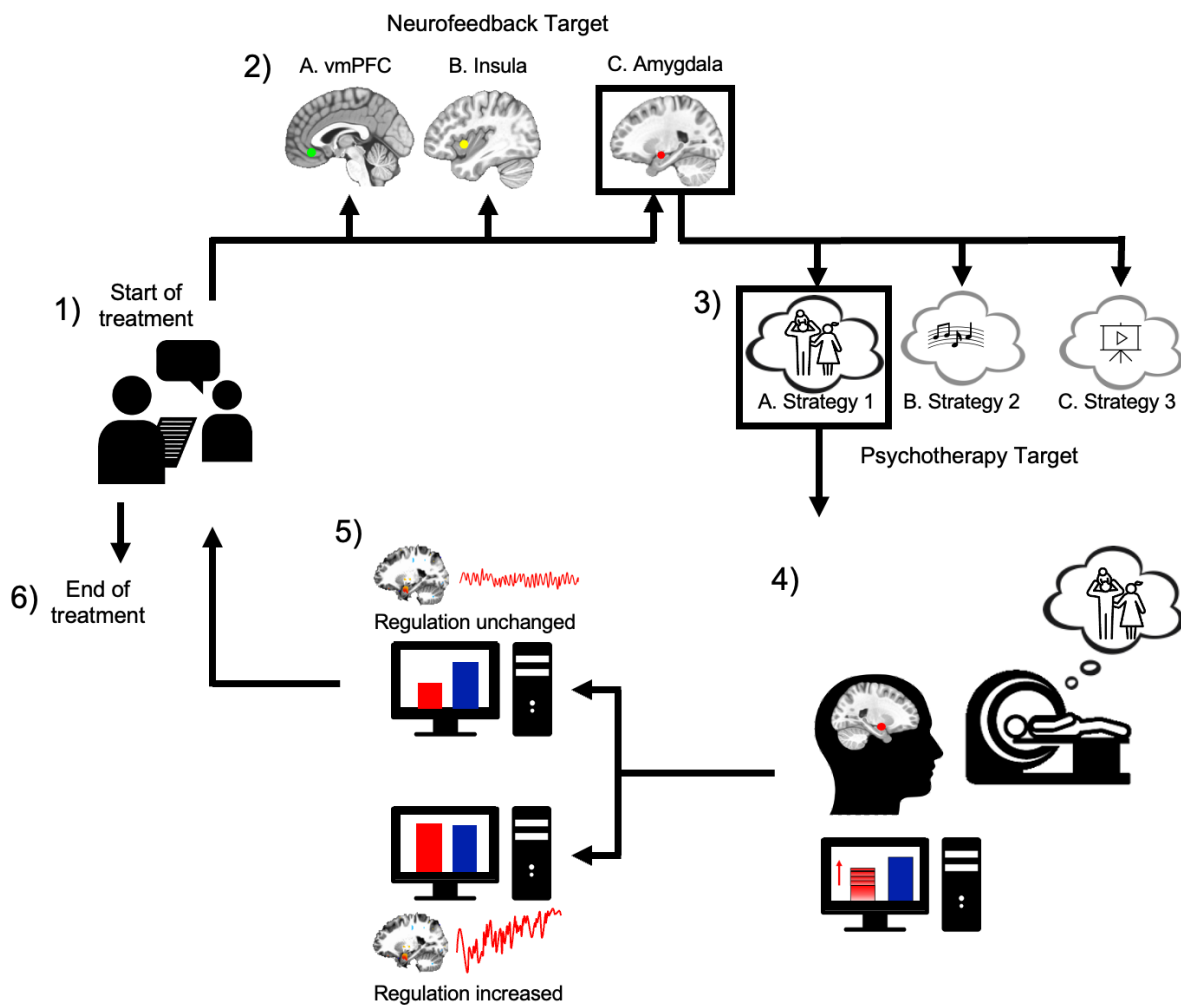 Neurofeedback Target
2)
A. vmPFC
B. Insula
C. Amygdala
1)
Start of
treatment
3)
A. Strategy 1
B. Strategy 2
C. Strategy 3
Psychotherapy Target
4)
5)
Regulation unchanged
6)
End of
treatment
Regulation increased